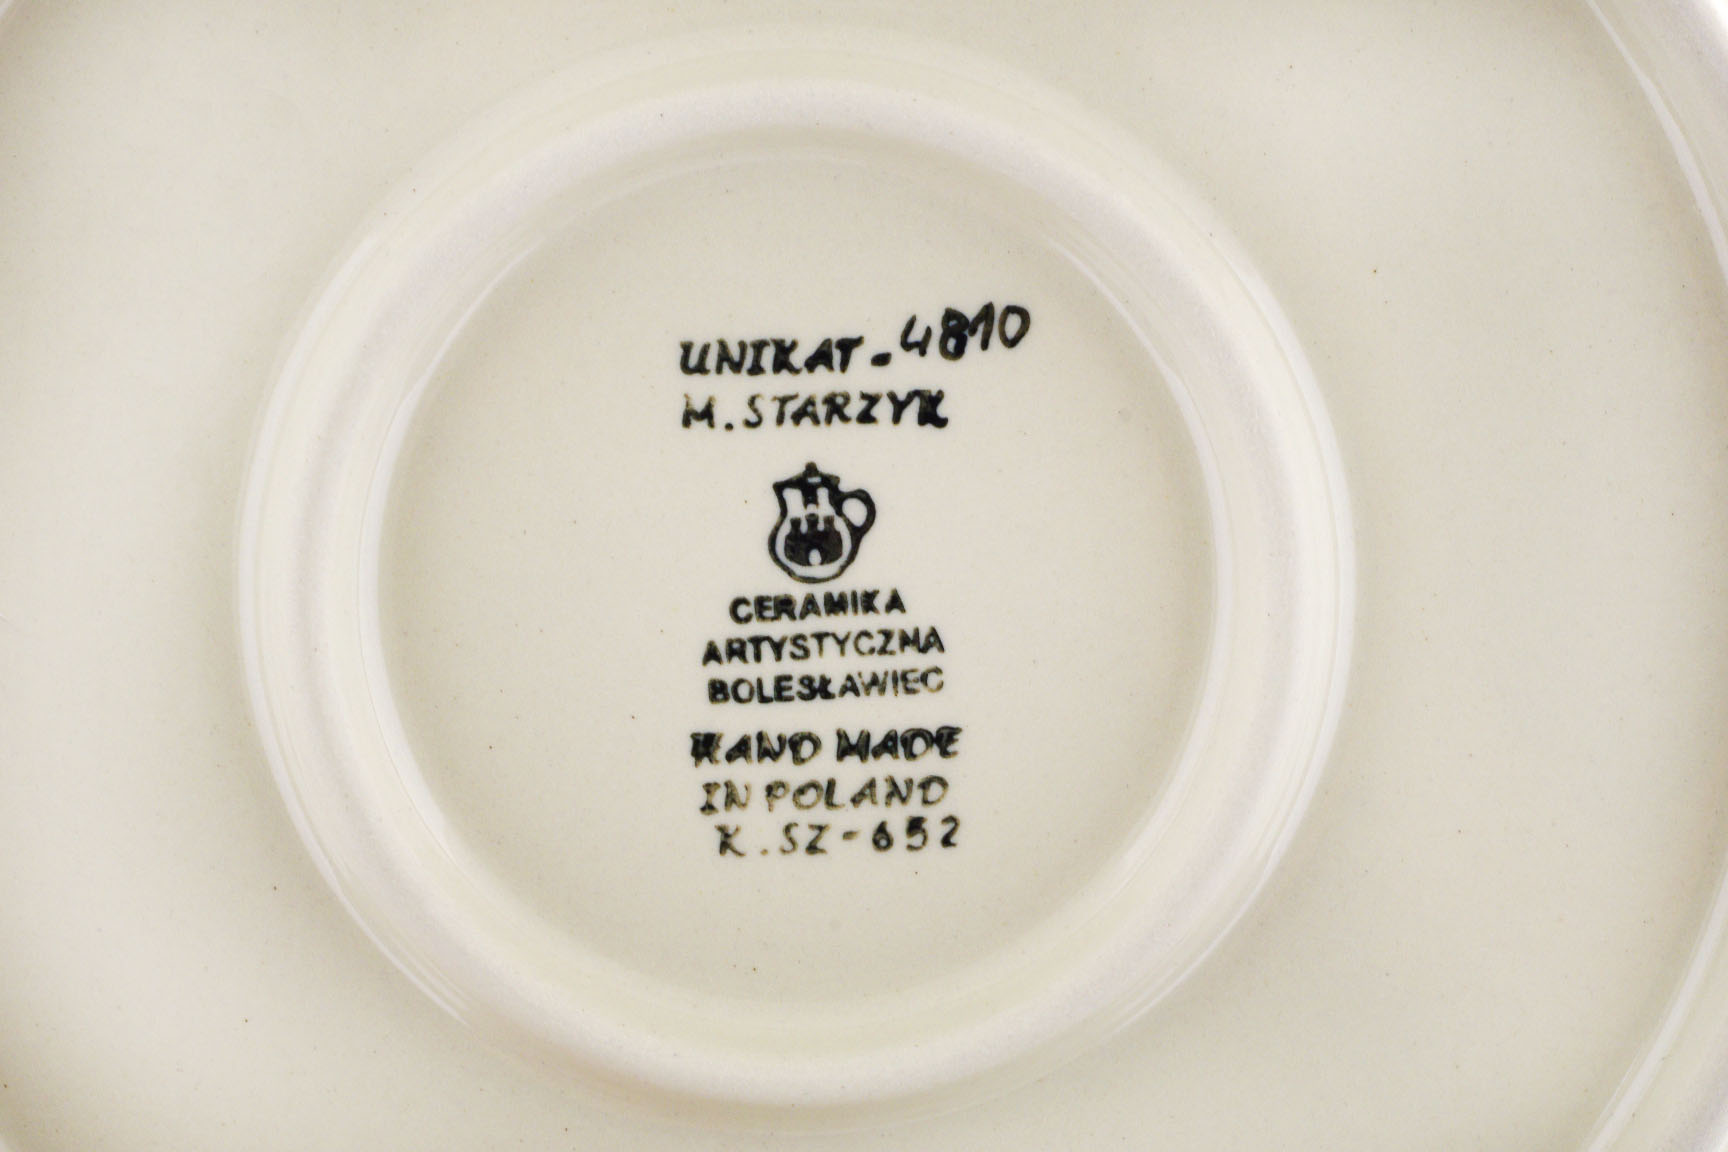 UNIKAT - 4810
M. STARZYK
CERAMIKA
ARTYSTYCZNA
BOLESŁAWIEC
HAND MADE
IN POLAND
K. SZ - 652